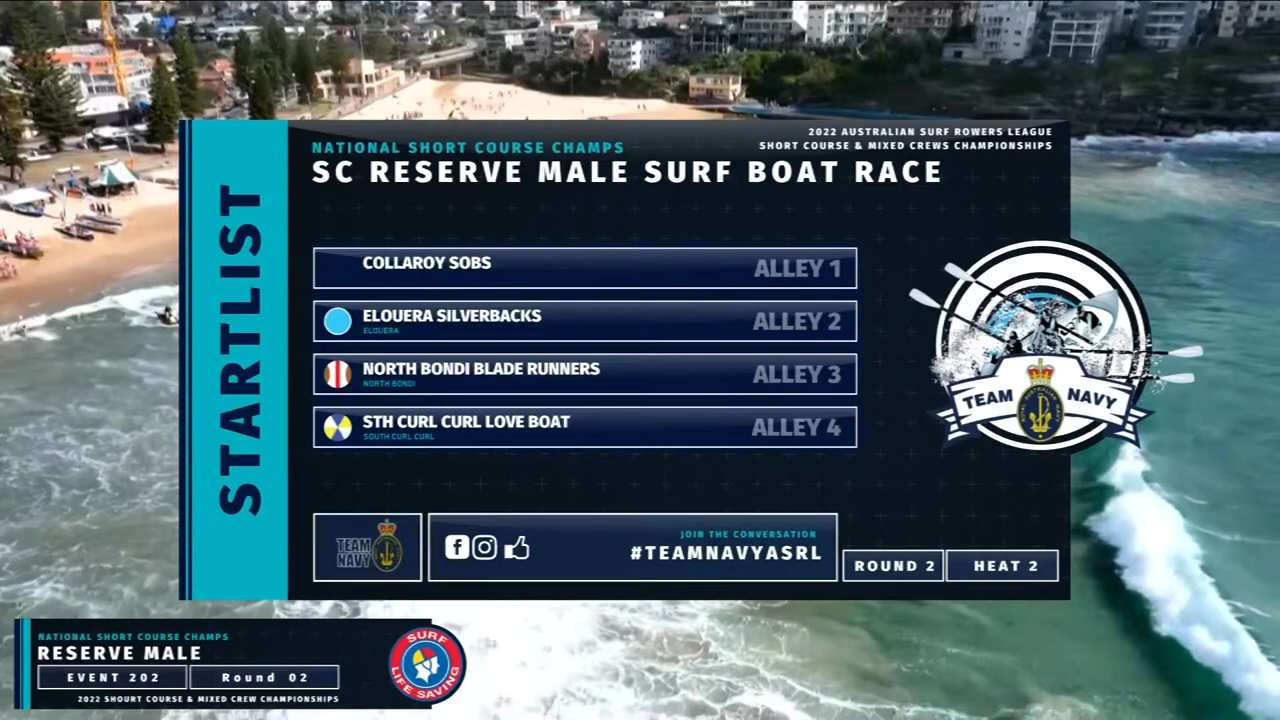 2022 AUSTRALIAN SURF ROWERS LEAGUE
SHORT COURSE & MIXED CREWS CHAMPIONSHIPS
NATIONAL SHORT COURSE CHAMPS
SC RESERVE MALE SURF BOAT RACE
STARTLIST
COLLAROY SOBS ALLEY 1
ELOUERA SILVERBACKS ALLEY 2
ELOUERA
NORTH BONDI BLADE RUNNERS ALLEY 3
NORTH BONDI
STH CURL CURL LOVE BOAT ALLEY 4
SOUTH CURL CURL
TEAM NAVY
ROYAL AUSTRALIAN NAVY
TEAM
NAVY
JOIN THE CONVERSATION
#TEAMNAVYASRL
ROUND 2 HEAT 2
NATIONAL SHORT COURSE CHAMPS
RESERVE MALE
EVENT 202 Round 02
2022 SHOURT COURSE & MIXED CREW CHAMPIONSHIPS
SURF
LIFE SAVING